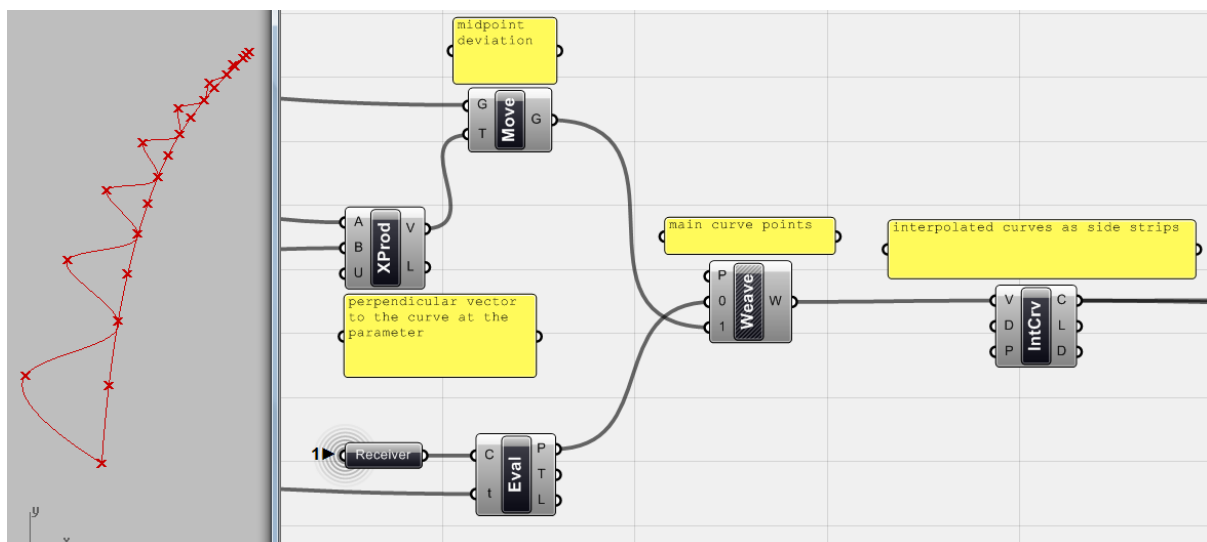 midpoint
deviation
G
T
Move
G
A
B
U
XProd
V
L
perpendicular vector
to the curve at the
parameter
main curve points
P
0
1
Weave
W
interpolated curves as side strips
V
D
P
IntCrv
C
L
D
1
Receiver
C
t
Eval
P
T
L
y
x